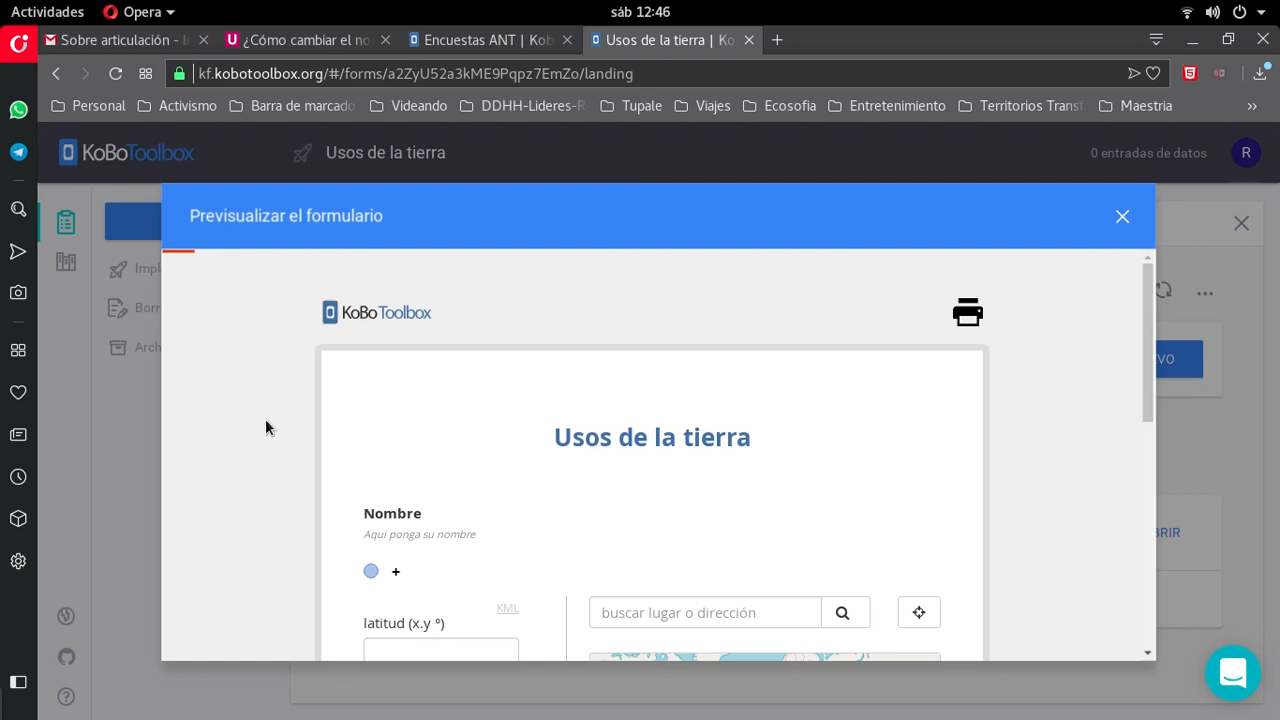 Actividades
Opera
sáb 12:46
Sobre articulación - I
¿Cómo cambiar el no
Encuestas ANT | Kob
Usos de la tierra | Ko
kf.kobotoolbox.org/#/forms/a2ZyU52a3kME9Pqpz7EmZo/landing
Personal
Activismo
Barra de marcado
Videando
DDHH-Lideres-R
Tupale
Viajes
Ecosofia
Entretenimiento
Territorios Transf
Maestria
»
KoBoToolbox
Usos de la tierra
0 entradas de datos
R
Previsualizar el formulario
Impl
Borr
Arch
VO
BRIR
KoBoToolbox
Usos de la tierra
Nombre
Aqui ponga su nombre
+
KML
latitud (x.y °)
buscar lugar o dirección